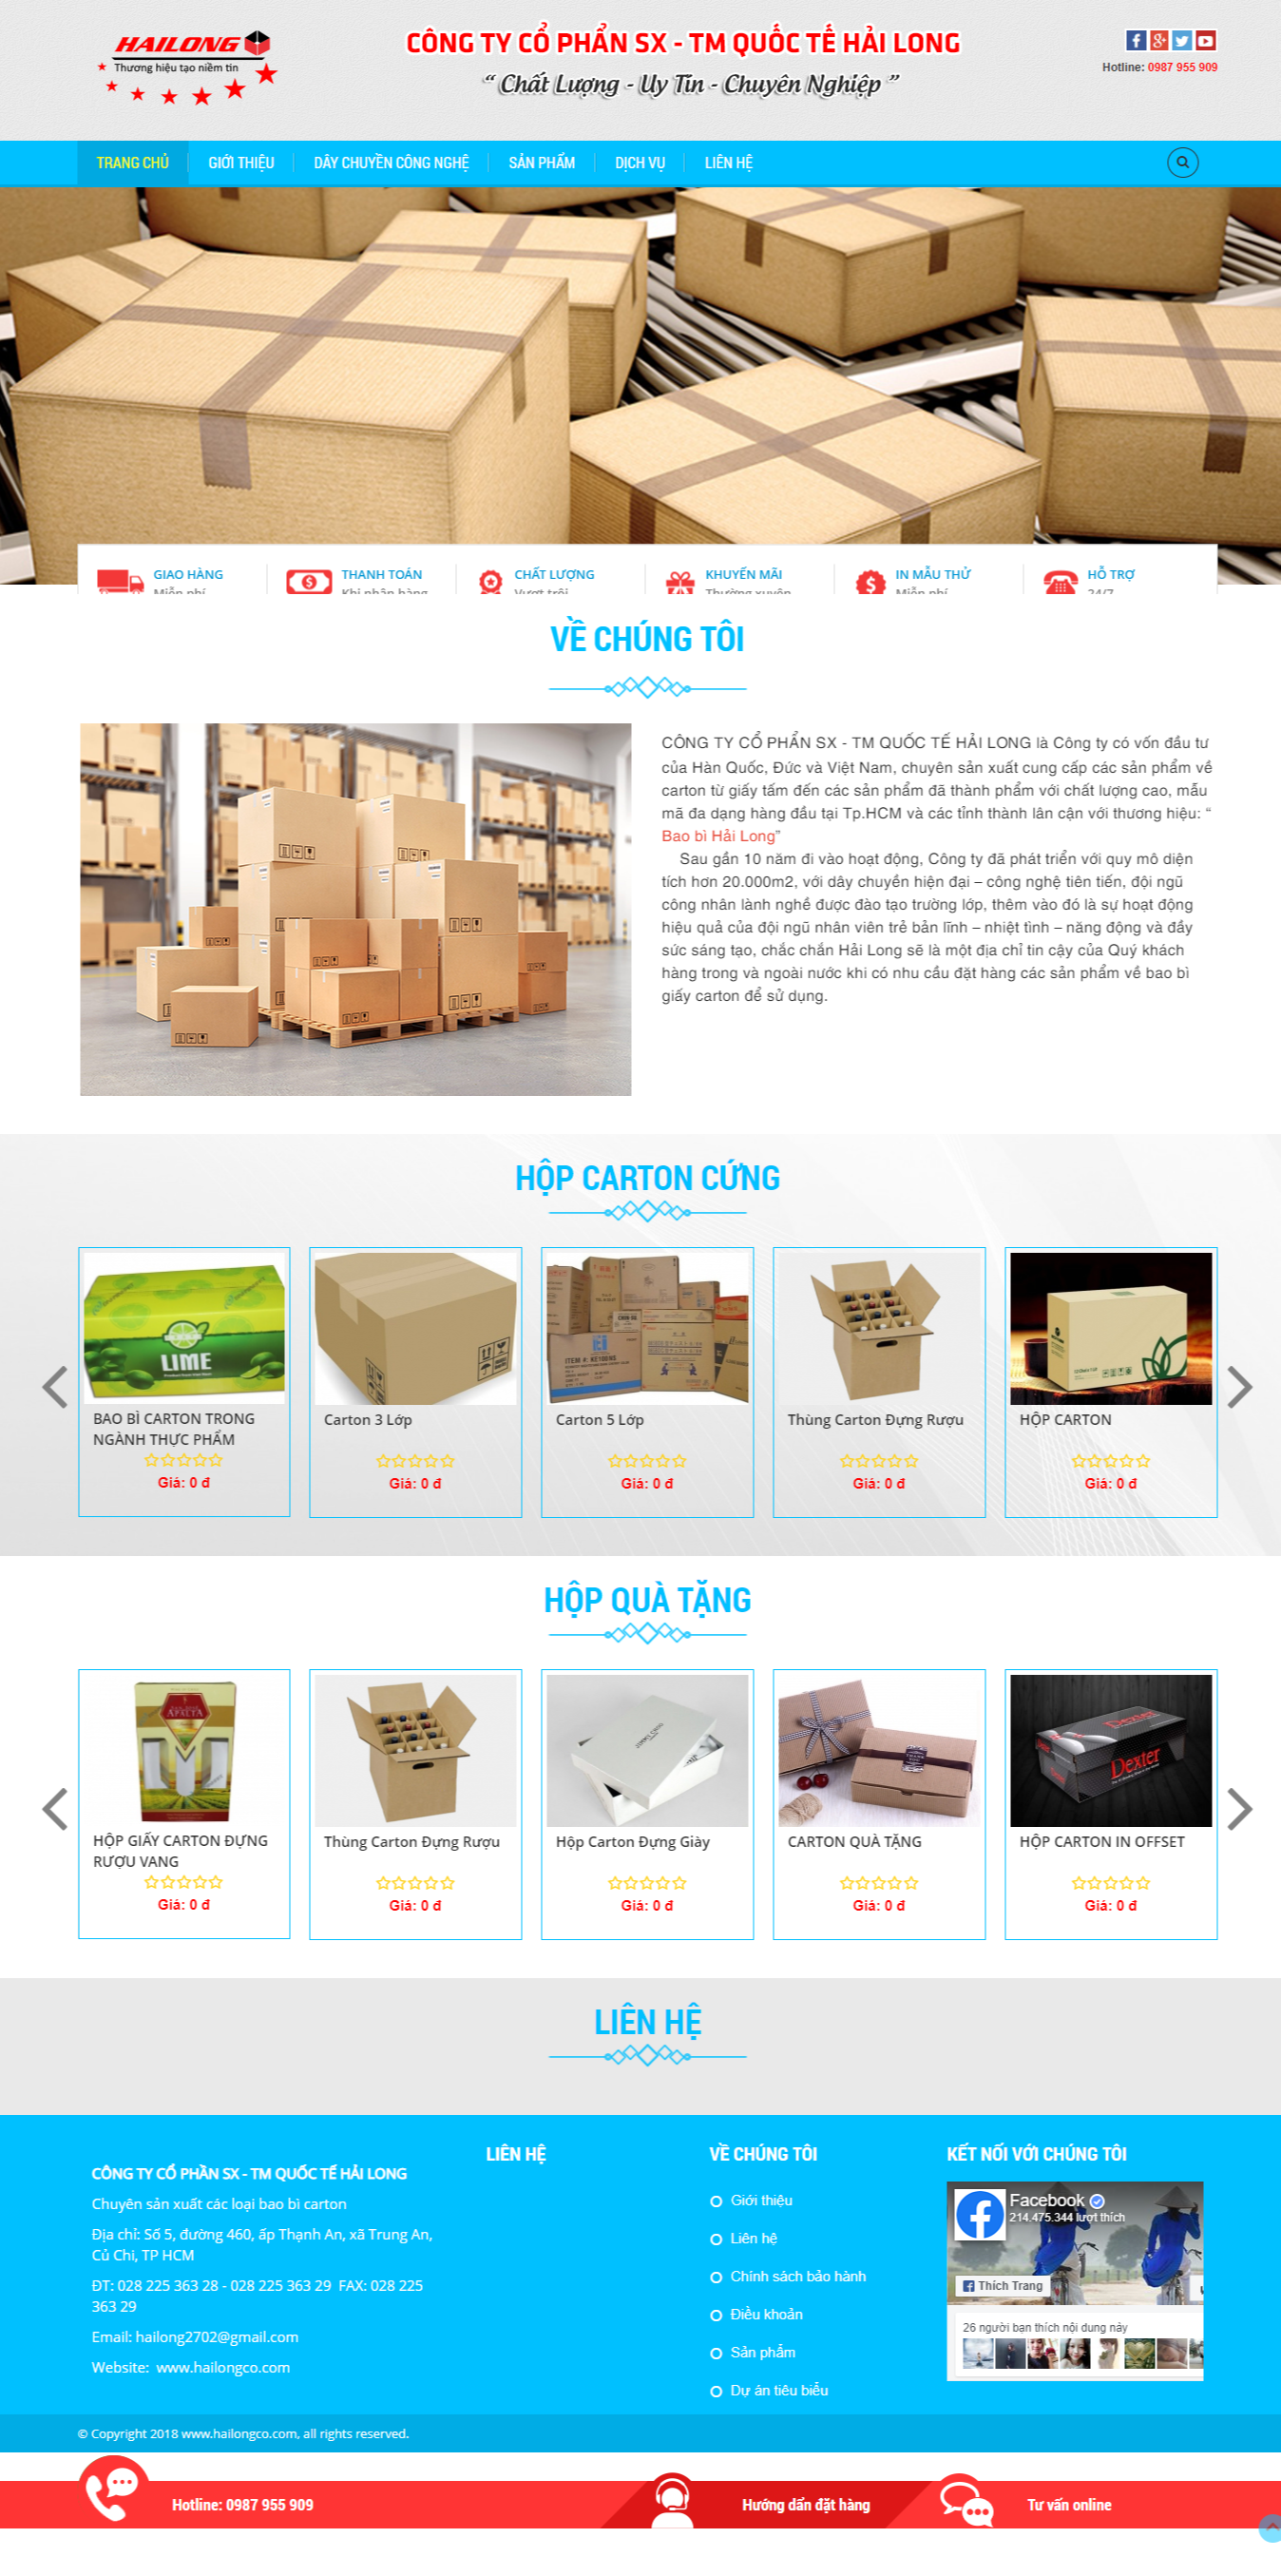 HAILONG
Thương hiệu tạo niềm tin
CÔNG TY CỔ PHẨN SX - TM QUỐC TẾ HẢI LONG
“ Chất Lượng - Uy Tín - Chuyên Nghiệp ”
Hotline: 0987 955 909
TRANG CHỦ
GIỚI THIỆU
DÂY CHUYỀN CÔNG NGHỆ
SẢN PHẨM
DỊCH VỤ
LIÊN HỆ
GIAO HÀNG
Miễn phí
THANH TOÁN
Khi nhận hàng
CHẤT LƯỢNG
Vượt trội
KHUYẾN MÃI
Thường xuyên
IN MẪU THỬ
Miễn phí
HỖ TRỢ
24/7
VỀ CHÚNG TÔI
CÔNG TY CỔ PHẨN SX - TM QUỐC TẾ HẢI LONG là Công ty có vốn đầu tư
của Hàn Quốc, Đức và Việt Nam, chuyên sản xuất cung cấp các sản phẩm về
carton từ giấy tấm đến các sản phẩm đã thành phẩm với chất lượng cao, mẫu
mã đa dạng hàng đầu tại Tp.HCM và các tỉnh thành lân cận với thương hiệu: “
Bao bì Hải Long”
Sau gần 10 năm đi vào hoạt động, Công ty đã phát triển với quy mô diện
tích hơn 20.000m2, với dây chuyền hiện đại – công nghệ tiên tiến, đội ngũ
công nhân lành nghề được đào tạo trường lớp, thêm vào đó là sự hoạt động
hiệu quả của đội ngũ nhân viên trẻ bản lĩnh – nhiệt tình – năng động và đầy
sức sáng tạo, chắc chắn Hải Long sẽ là một địa chỉ tin cậy của Quý khách
hàng trong và ngoài nước khi có nhu cầu đặt hàng các sản phẩm về bao bì
giấy carton để sử dụng.
HỘP CARTON CỨNG
LIME
BAO BÌ CARTON TRONG
NGÀNH THỰC PHẨM
Giá: 0 đ
Carton 3 Lớp
Giá: 0 đ
Carton 5 Lớp
Giá: 0 đ
Thùng Carton Đựng Rượu
Giá: 0 đ
HỘP CARTON
Giá: 0 đ
HỘP QUÀ TẶNG
APALTA
HỘP GIẤY CARTON ĐỰNG
RƯỢU VANG
Giá: 0 đ
Thùng Carton Đựng Rượu
Giá: 0 đ
JIMMY CHOO
Hộp Carton Đựng Giày
Giá: 0 đ
CARTON QUÀ TẶNG
Giá: 0 đ
Dexter
HỘP CARTON IN OFFSET
Giá: 0 đ
LIÊN HỆ
CÔNG TY CỔ PHẦN SX - TM QUỐC TẾ HẢI LONG
Chuyên sản xuất các loại bao bì carton
Địa chỉ: Số 5, đường 460, ấp Thạnh An, xã Trung An,
Củ Chi, TP HCM
ĐT: 028 225 363 28 - 028 225 363 29 FAX: 028 225
363 29
Email: hailong2702@gmail.com
Website: www.hailongco.com
LIÊN HỆ
VỀ CHÚNG TÔI
Giới thiệu
Liên hệ
Chính sách bảo hành
Điều khoản
Sản phẩm
Dự án tiêu biểu
KẾT NỐI VỚI CHÚNG TÔI
Facebook
214.475.344 lượt thích
Thích Trang
26 người bạn thích nội dung này
© Copyright 2018 www.hailongco.com, all rights reserved.
Hotline: 0987 955 909
Hướng dẩn đặt hàng
Tư vấn online